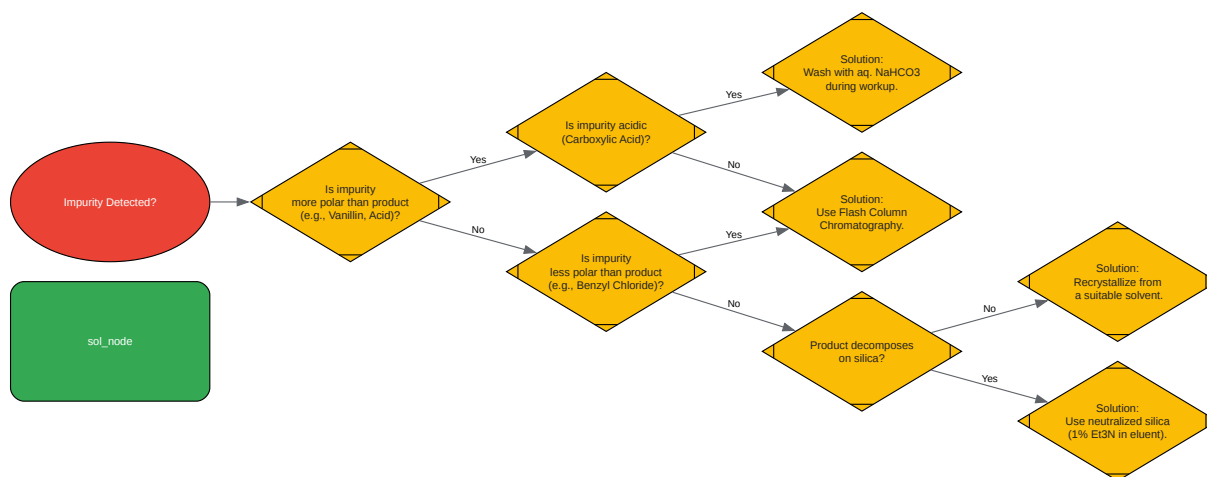 Impurity Detected?
sol_node
Is impurity
more polar than product
(e.g., Vanillin, Acid)?
Yes
No
Is impurity acidic
(Carboxylic Acid)?
Yes
No
Is impurity
less polar than product
(e.g., Benzyl Chloride)?
Yes
No
Solution:
Wash with aq. NaHCO3
during workup.
Solution:
Use Flash Column
Chromatography.
Product decomposes
on silica?
No
Yes
Solution:
Recrystallize from
a suitable solvent.
Solution:
Use neutralized silica
(1% Et3N in eluent).